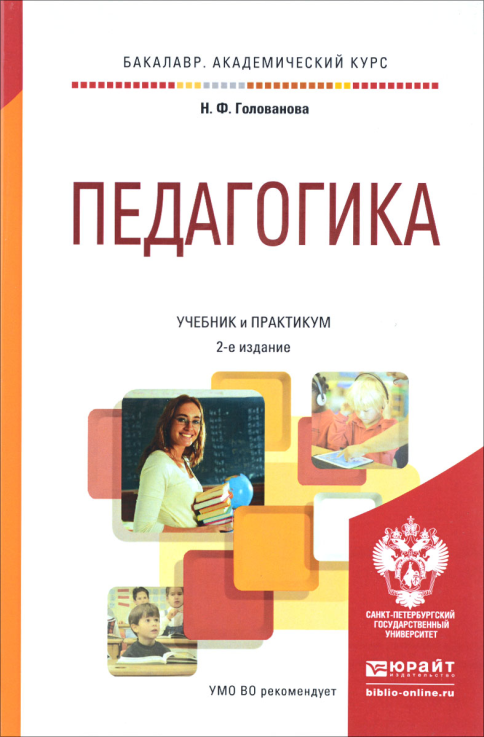 БАКАЛАВР. АКАДЕМИЧЕСКИЙ КУРС
Н. Ф. Голованова
ПЕДАГОГИКА
УЧЕБНИК и ПРАКТИКУМ
2-е издание
САНКТ-ПЕТЕРБУРГСКИЙ
ГОСУДАРСТВЕННЫЙ
УНИВЕРСИТЕТ
ЮРАЙТ
ИЗДАТЕЛЬСТВО
biblio-online.ru
УМО ВО рекомендует